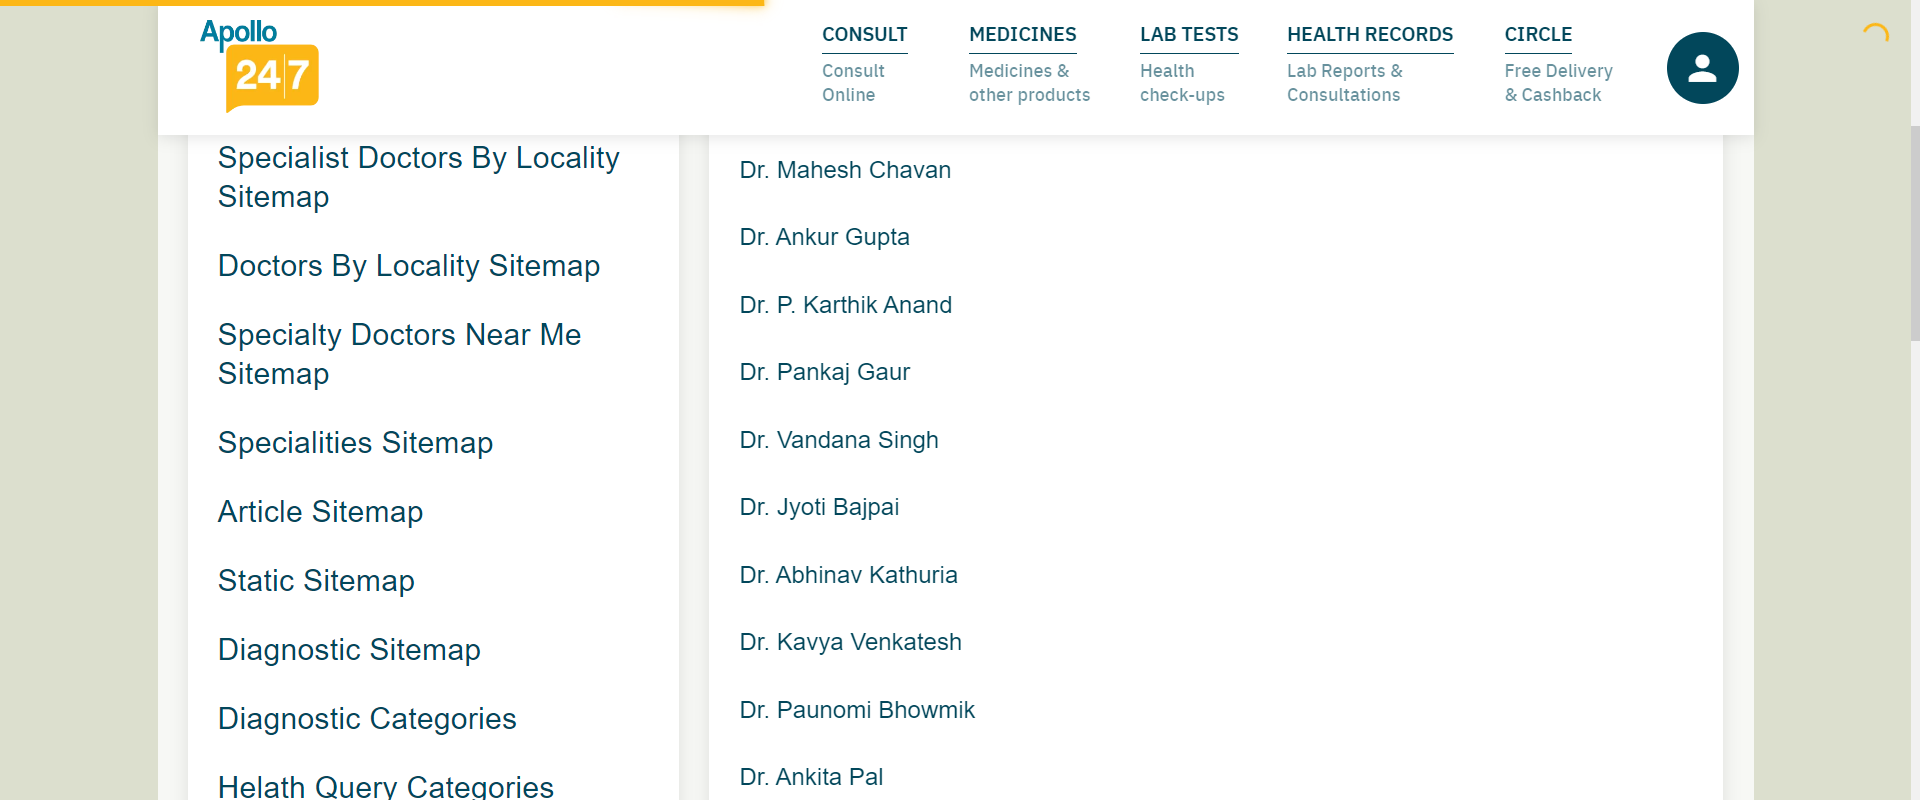 Apollo
24|7
CONSULT
Consult
Online
MEDICINES
Medicines &
other products
LAB TESTS
Health
check-ups
HEALTH RECORDS
Lab Reports &
Consultations
CIRCLE
Free Delivery
& Cashback
Specialist Doctors By Locality
Sitemap
Doctors By Locality Sitemap
Specialty Doctors Near Me
Sitemap
Specialities Sitemap
Article Sitemap
Static Sitemap
Diagnostic Sitemap
Diagnostic Categories
Helath Query Categories
Dr. Mahesh Chavan
Dr. Ankur Gupta
Dr. P. Karthik Anand
Dr. Pankaj Gaur
Dr. Vandana Singh
Dr. Jyoti Bajpai
Dr. Abhinav Kathuria
Dr. Kavya Venkatesh
Dr. Paunomi Bhowmik
Dr. Ankita Pal